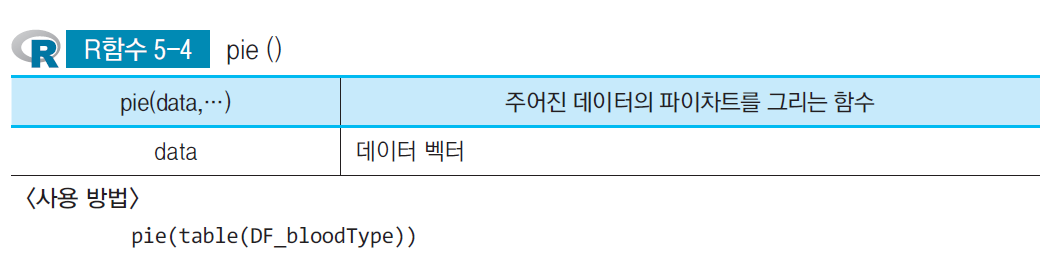 R R함수 5-4 pie ()
pie(data,…) 주어진 데이터의 파이차트를 그리는 함수
data 데이터 벡터
〈사용 방법〉
pie(table(DF_bloodType))